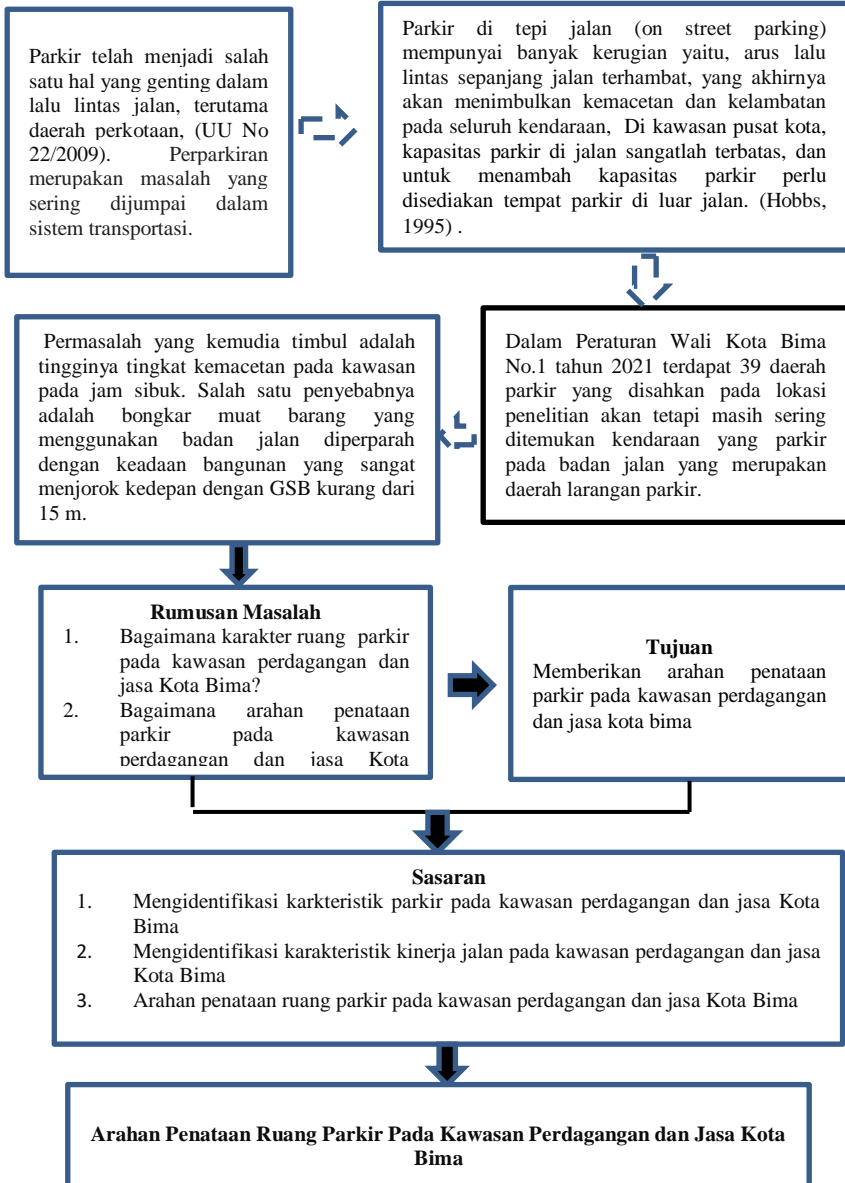 Parkir telah menjadi salah
satu hal yang genting dalam
lalu lintas jalan, terutama
daerah perkotaan, (UU No
22/2009). Perparkiran
merupakan masalah yang
sering dijumpai dalam
sistem transportasi.
Parkir di tepi jalan (on street parking)
mempunyai banyak kerugian yaitu, arus lalu
lintas sepanjang jalan terhambat, yang akhirnya
akan menimbulkan kemacetan dan kelambatan
pada seluruh kendaraan, Di kawasan pusat kota,
kapasitas parkir di jalan sangatlah terbatas, dan
untuk menambah kapasitas parkir perlu
disediakan tempat parkir di luar jalan. (Hobbs,
1995) .
Dalam Peraturan Wali Kota Bima
No.1 tahun 2021 terdapat 39 daerah
parkir yang disahkan pada lokasi
penelitian akan tetapi masih sering
ditemukan kendaraan yang parkir
pada badan jalan yang merupakan
daerah larangan parkir.
Permasalah yang kemudia timbul adalah
tingginya tingkat kemacetan pada kawasan
pada jam sibuk. Salah satu penyebabnya
adalah bongkar muat barang yang
menggunakan badan jalan diperparah
dengan keadaan bangunan yang sangat
menjorok kedepan dengan GSB kurang dari
15 m.
Rumusan Masalah
1. Bagaimana karakter ruang parkir
pada kawasan perdagangan dan
jasa Kota Bima?
2. Bagaimana arahan penataan
parkir pada kawasan
perdagangan dan jasa Kota
Tujuan
Memberikan arahan penataan
parkir pada kawasan perdagangan
dan jasa kota bima
Sasaran
1. Mengidentifikasi karkteristik parkir pada kawasan perdagangan dan jasa Kota
Bima
2. Mengidentifikasi karakteristik kinerja jalan pada kawasan perdagangan dan jasa
Kota Bima
3. Arahan penataan ruang parkir pada kawasan perdagangan dan jasa Kota Bima
Arahan Penataan Ruang Parkir Pada Kawasan Perdagangan dan Jasa Kota
Bima